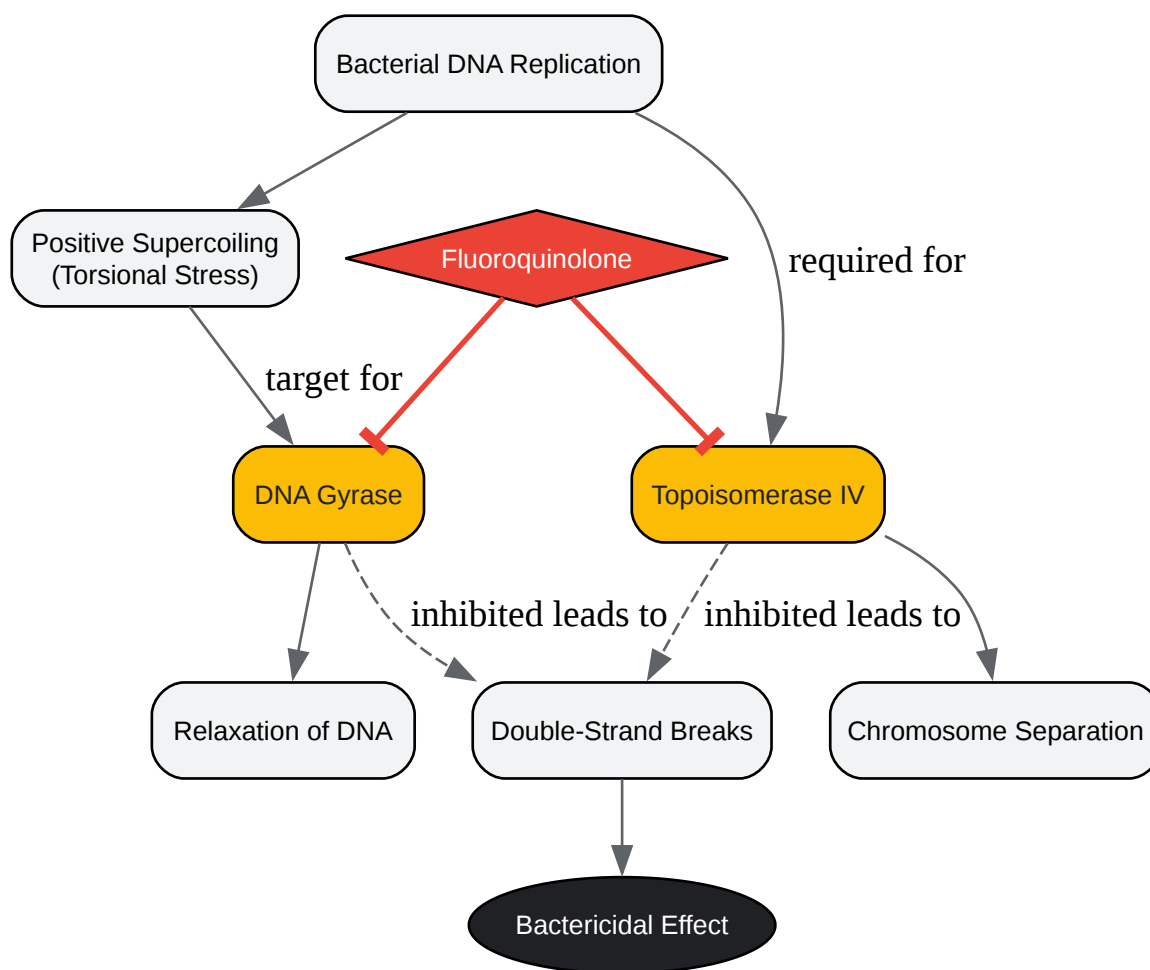 Bacterial DNA Replication
Positive Supercoiling
(Torsional Stress)
Fluoroquinolone
required for
target for
DNA Gyrase
Topoisomerase IV
inhibited leads to
inhibited leads to
Relaxation of DNA
Double-Strand Breaks
Chromosome Separation
Bactericidal Effect